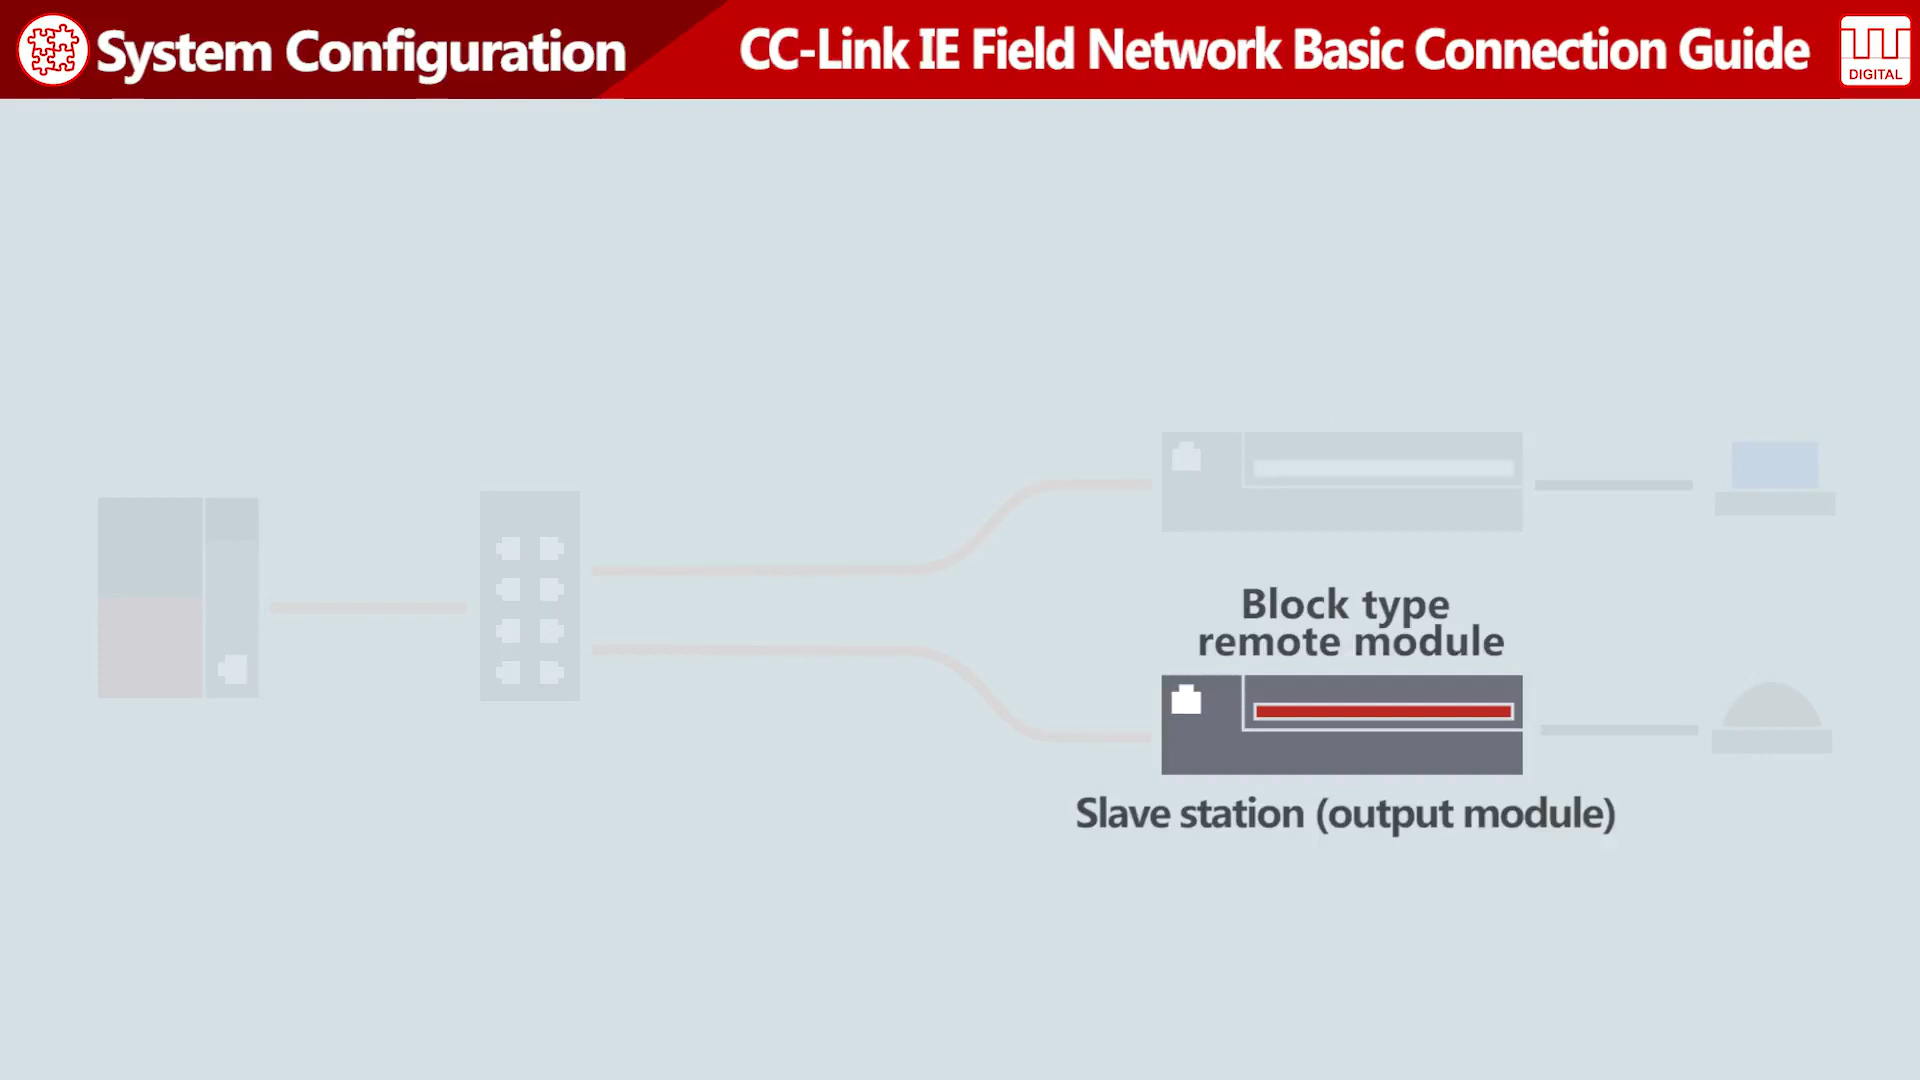 System Configuration
CC-Link IE Field Network Basic Connection Guide
DIGITAL
Block type
remote module
Slave station (output module)